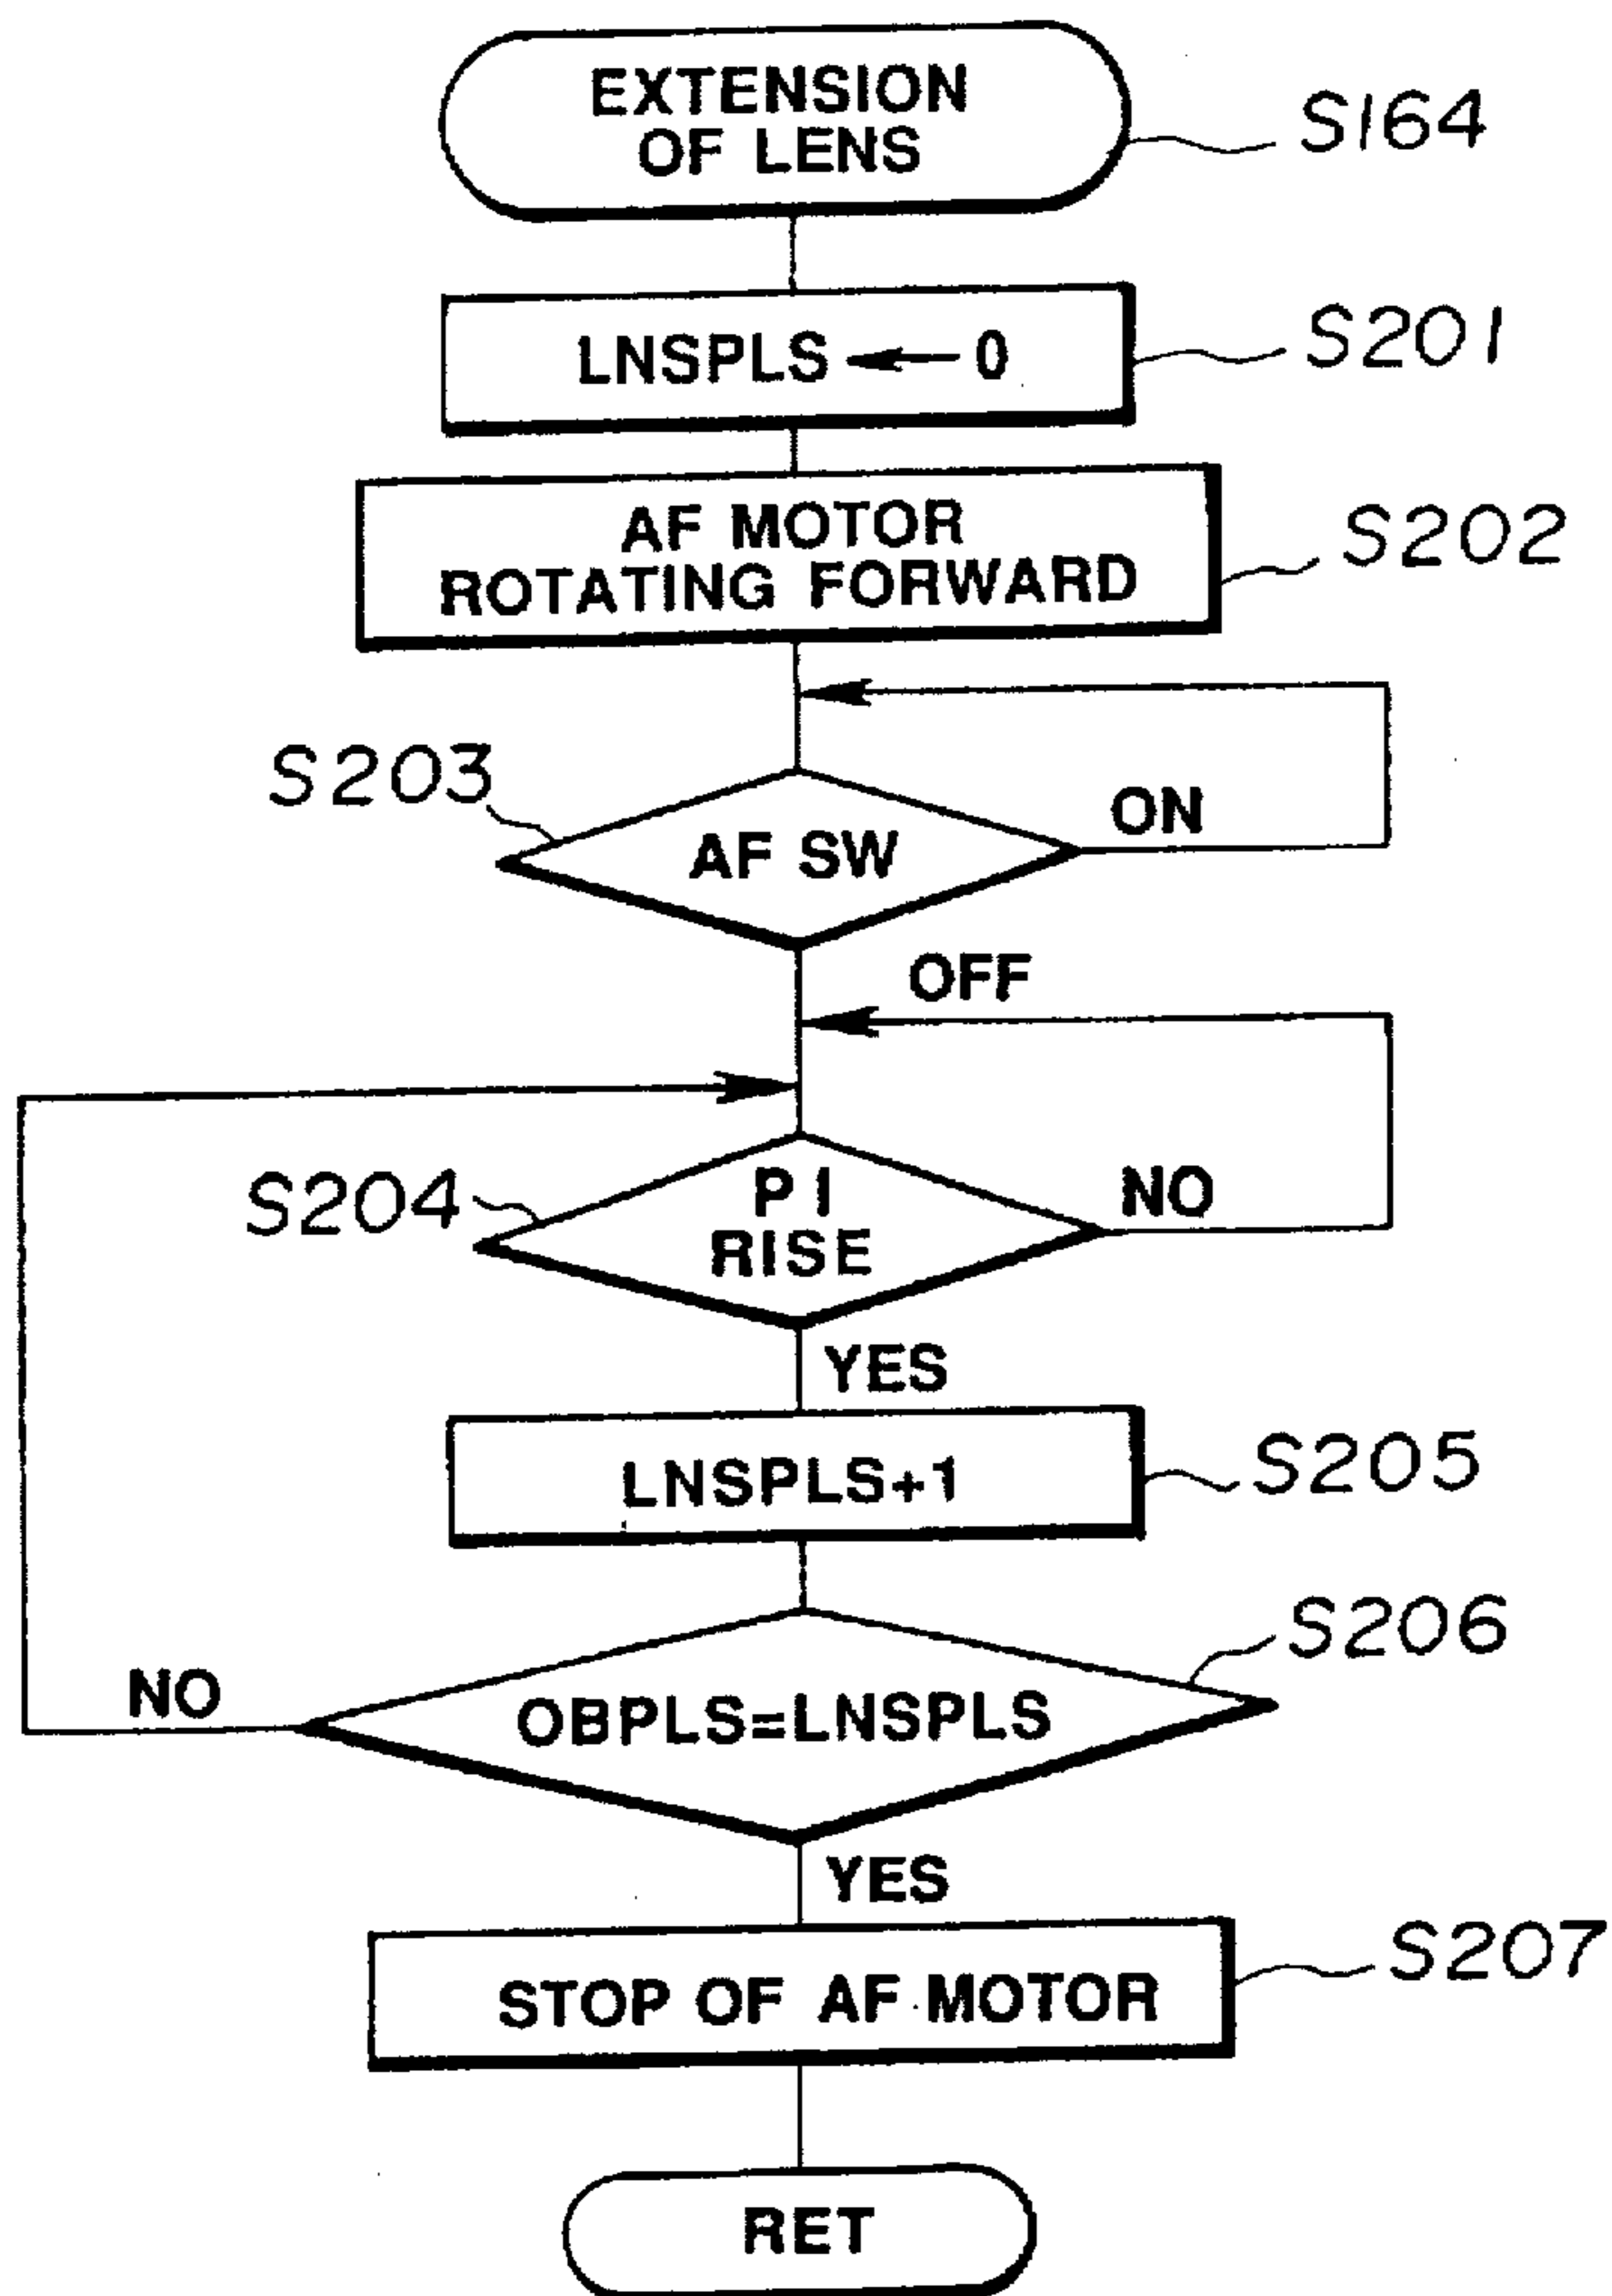 EXTENSION
OF LENS
S164
LNSPLS ← 0
S201
AF MOTOR
ROTATING FORWARD
S202
S203
AF SW
ON
OFF
S204
PI
RISE
NO
YES
LNSPLS+1
S205
S206
NO
OBPLS=LNSPLS
YES
STOP OF AF MOTOR
S207
RET